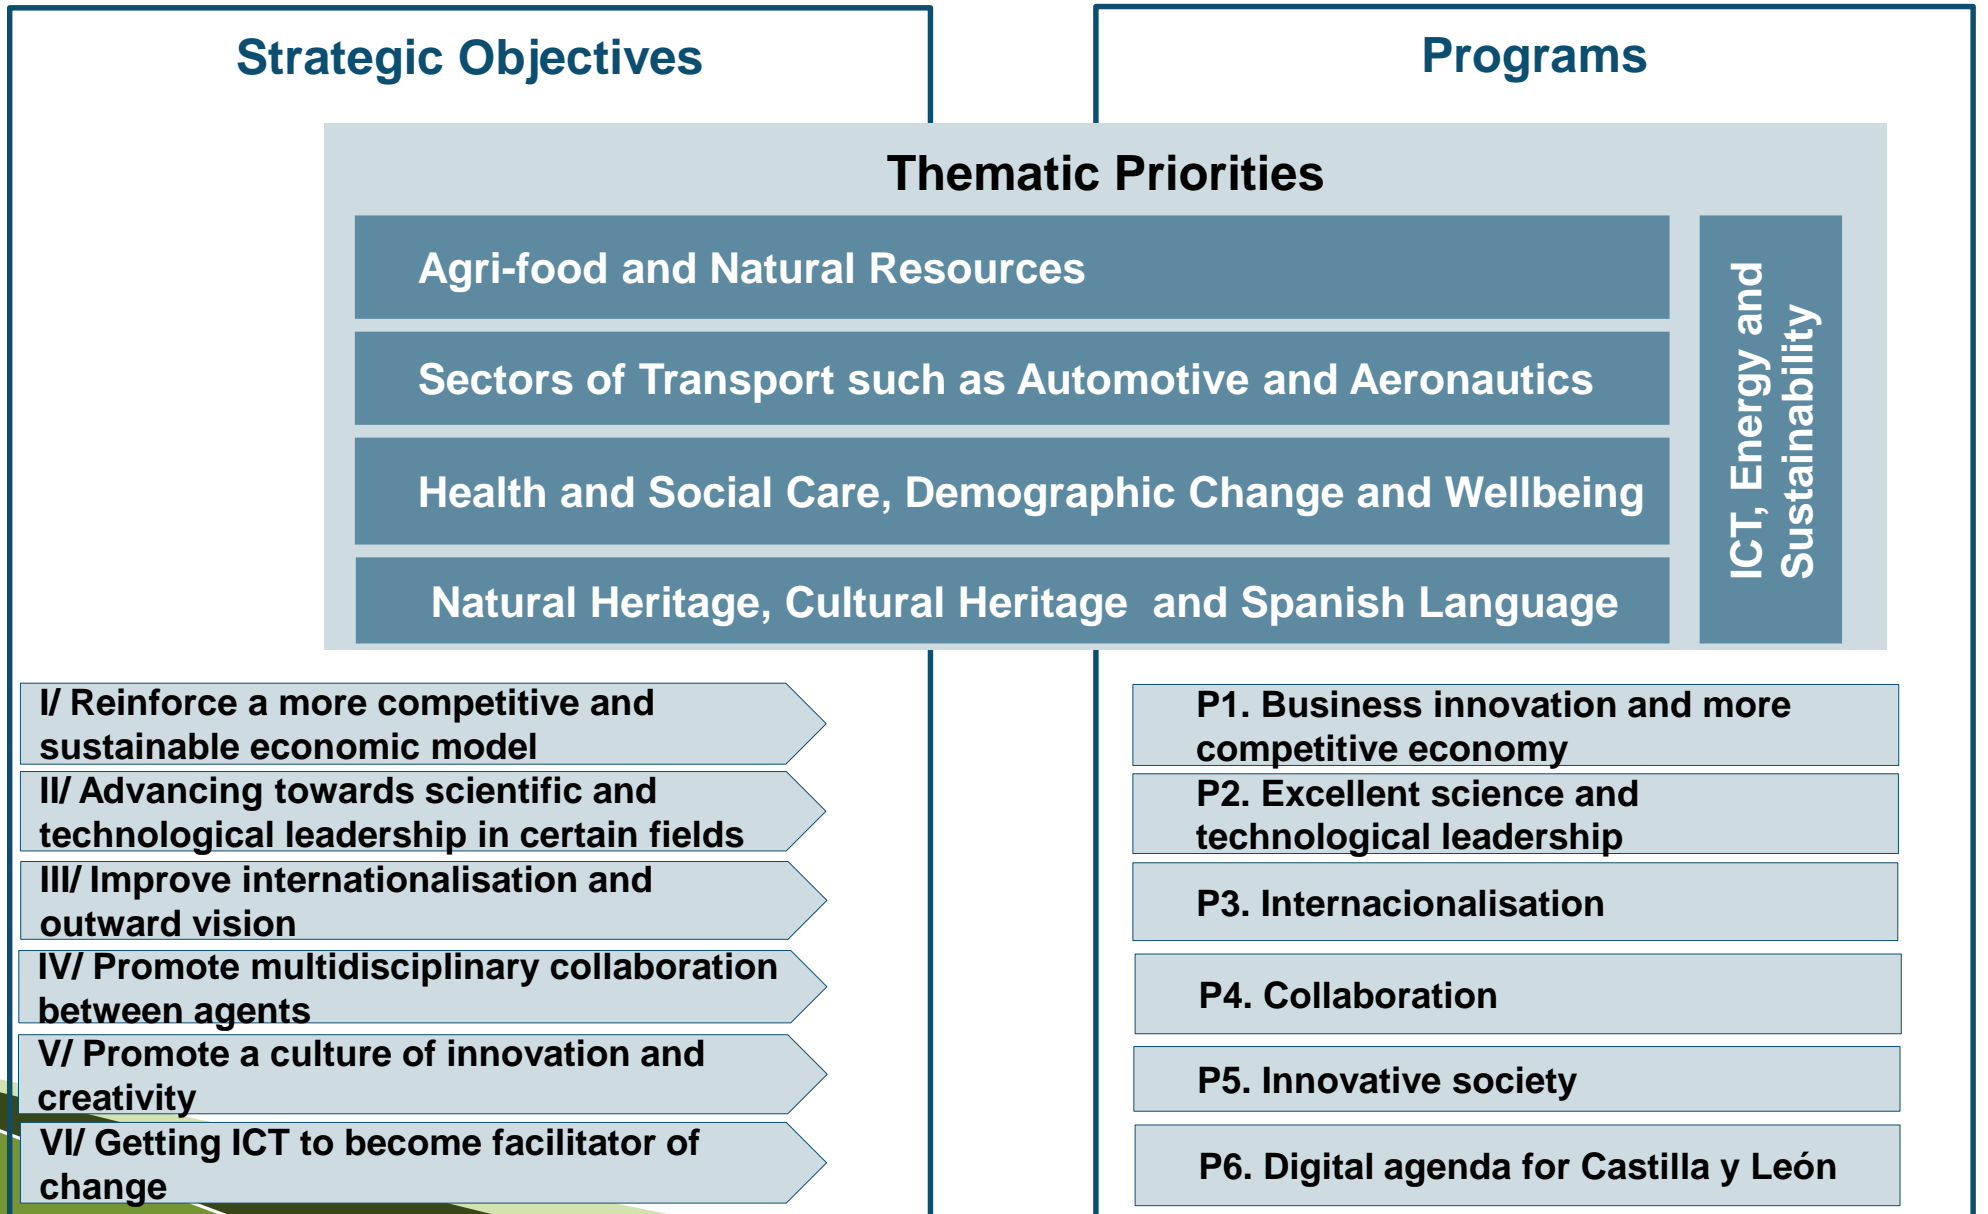 Strategic Objectives
Programs
Thematic Priorities
Agri-food and Natural Resources
Sectors of Transport such as Automotive and Aeronautics
Health and Social Care, Demographic Change and Wellbeing
Natural Heritage, Cultural Heritage and Spanish Language
ICT, Energy and
Sustainability
I/ Reinforce a more competitive and
sustainable economic model
II/ Advancing towards scientific and
technological leadership in certain fields
III/ Improve internationalisation and
outward vision
IV/ Promote multidisciplinary collaboration
between agents
V/ Promote a culture of innovation and
creativity
VI/ Getting ICT to become facilitator of
change
P1. Business innovation and more
competitive economy
P2. Excellent science and
technological leadership
P3. Internacionalisation
P4. Collaboration
P5. Innovative society
P6. Digital agenda for Castilla y León